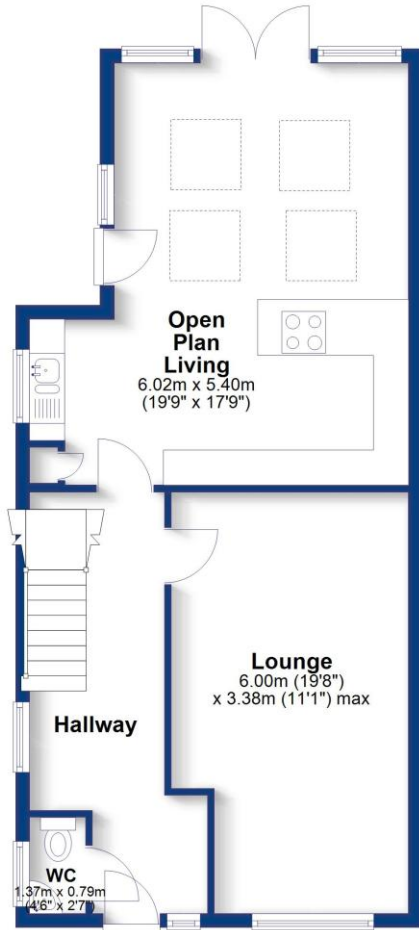 Open
Plan
Living
6.02m x 5.40m
(19'9" x 17'9")
Lounge
6.00m (19'8")
x 3.38m (11'1") max
Hallway
WC
1.37m x 0.79m
(4'6" x 2'7")